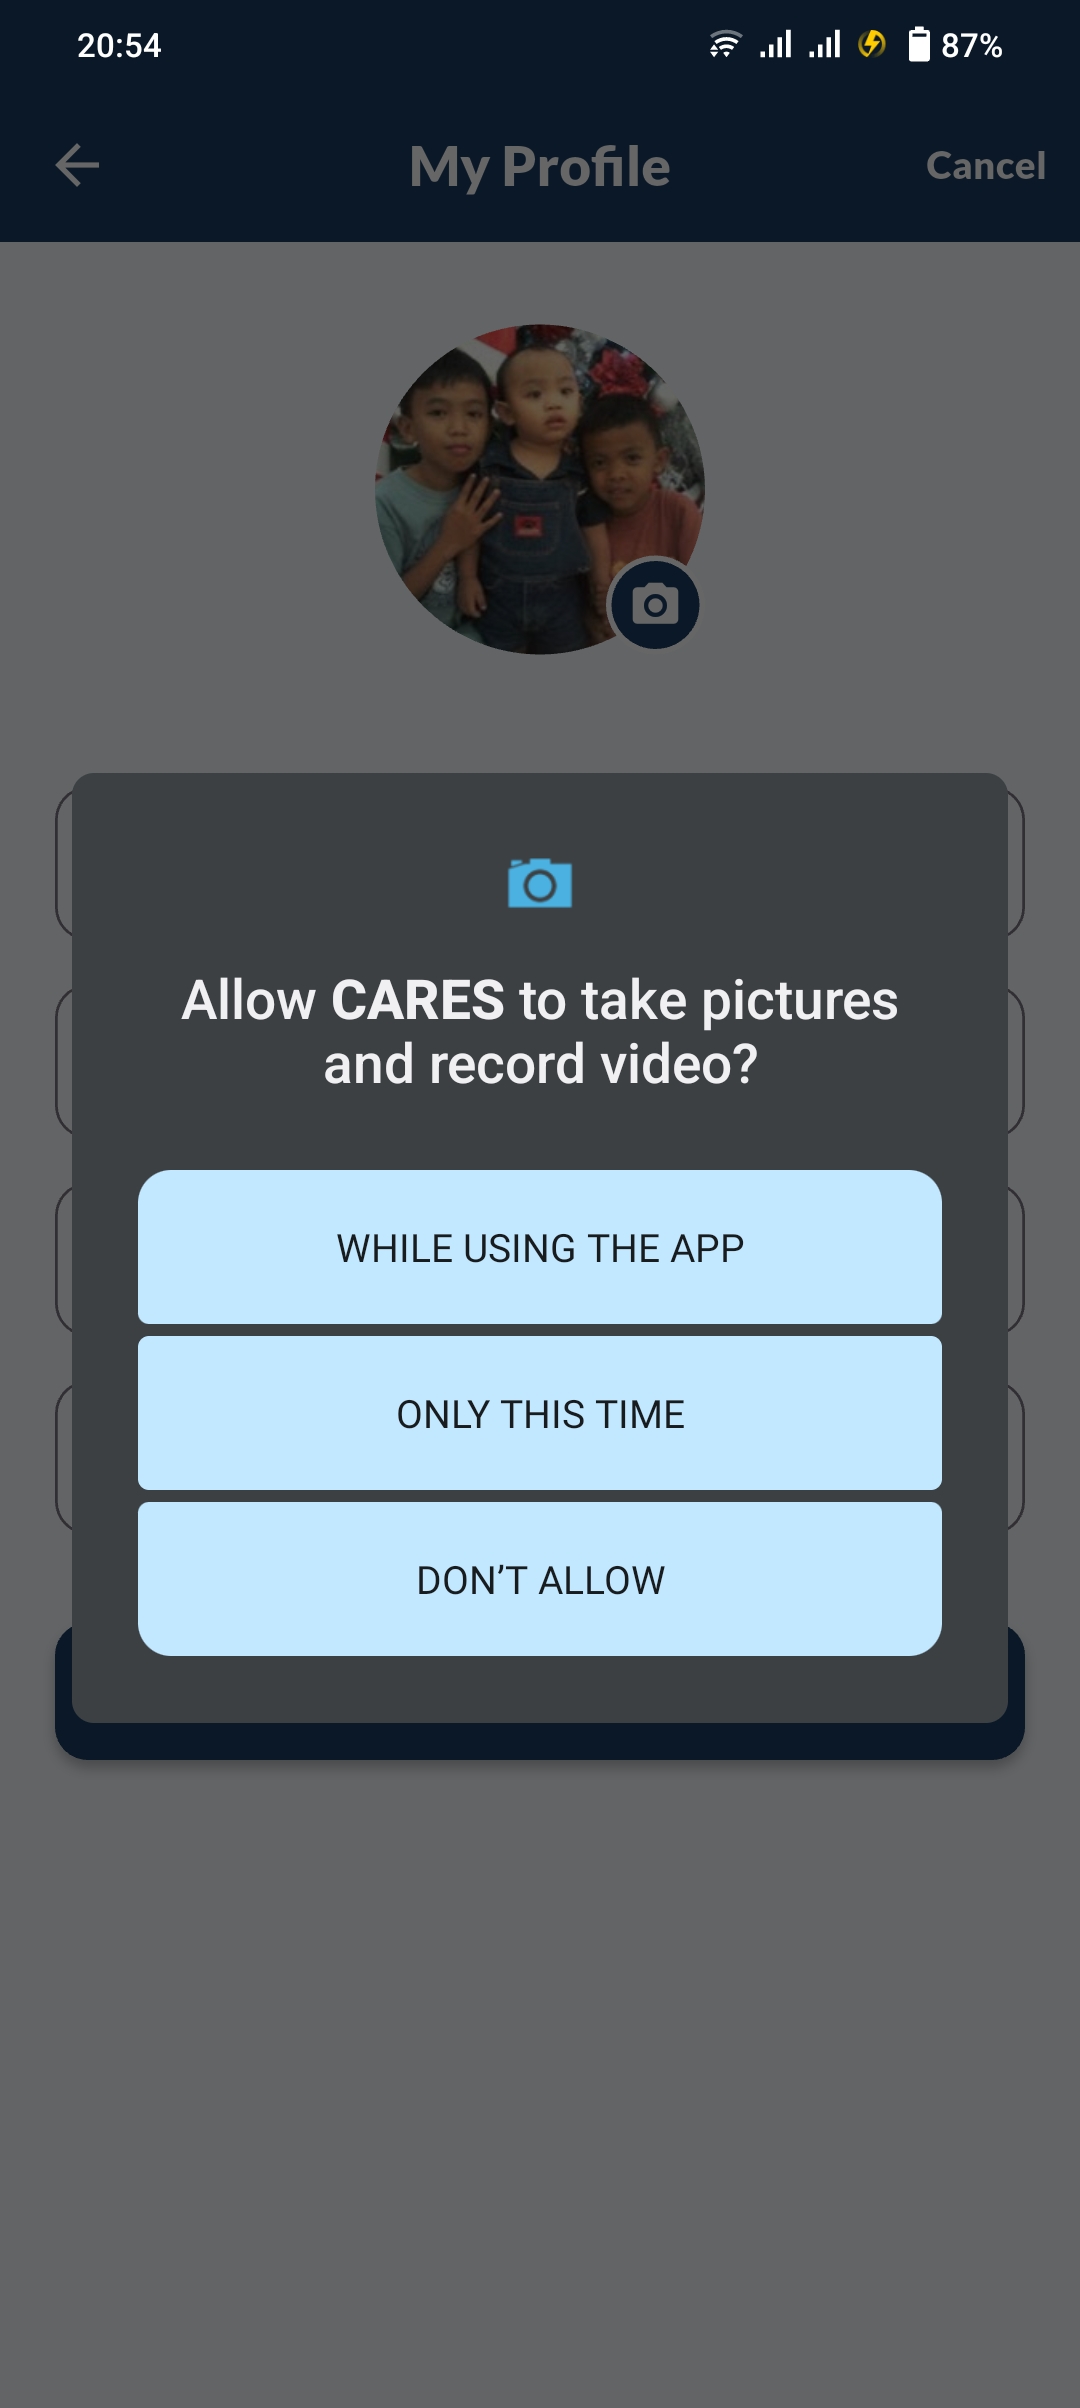 20:54
87%
My Profile
Cancel
Allow CARES to take pictures
and record video?
WHILE USING THE APP
ONLY THIS TIME
DON’T ALLOW